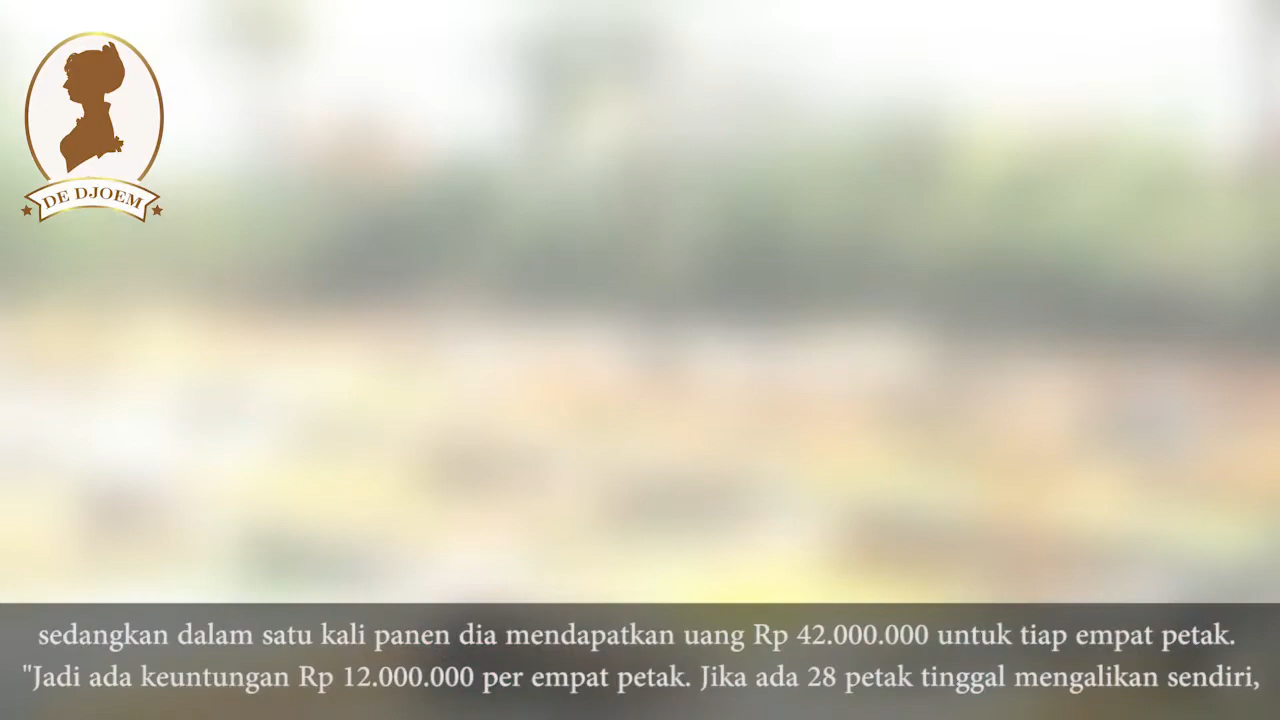 DE DJOEM
sedangkan dalam satu kali panen dia mendapatkan uang Rp 42.000.000 untuk tiap empat petak.
"Jadi ada keuntungan Rp 12.000.000 per empat petak. Jika ada 28 petak tinggal mengalikan sendiri,